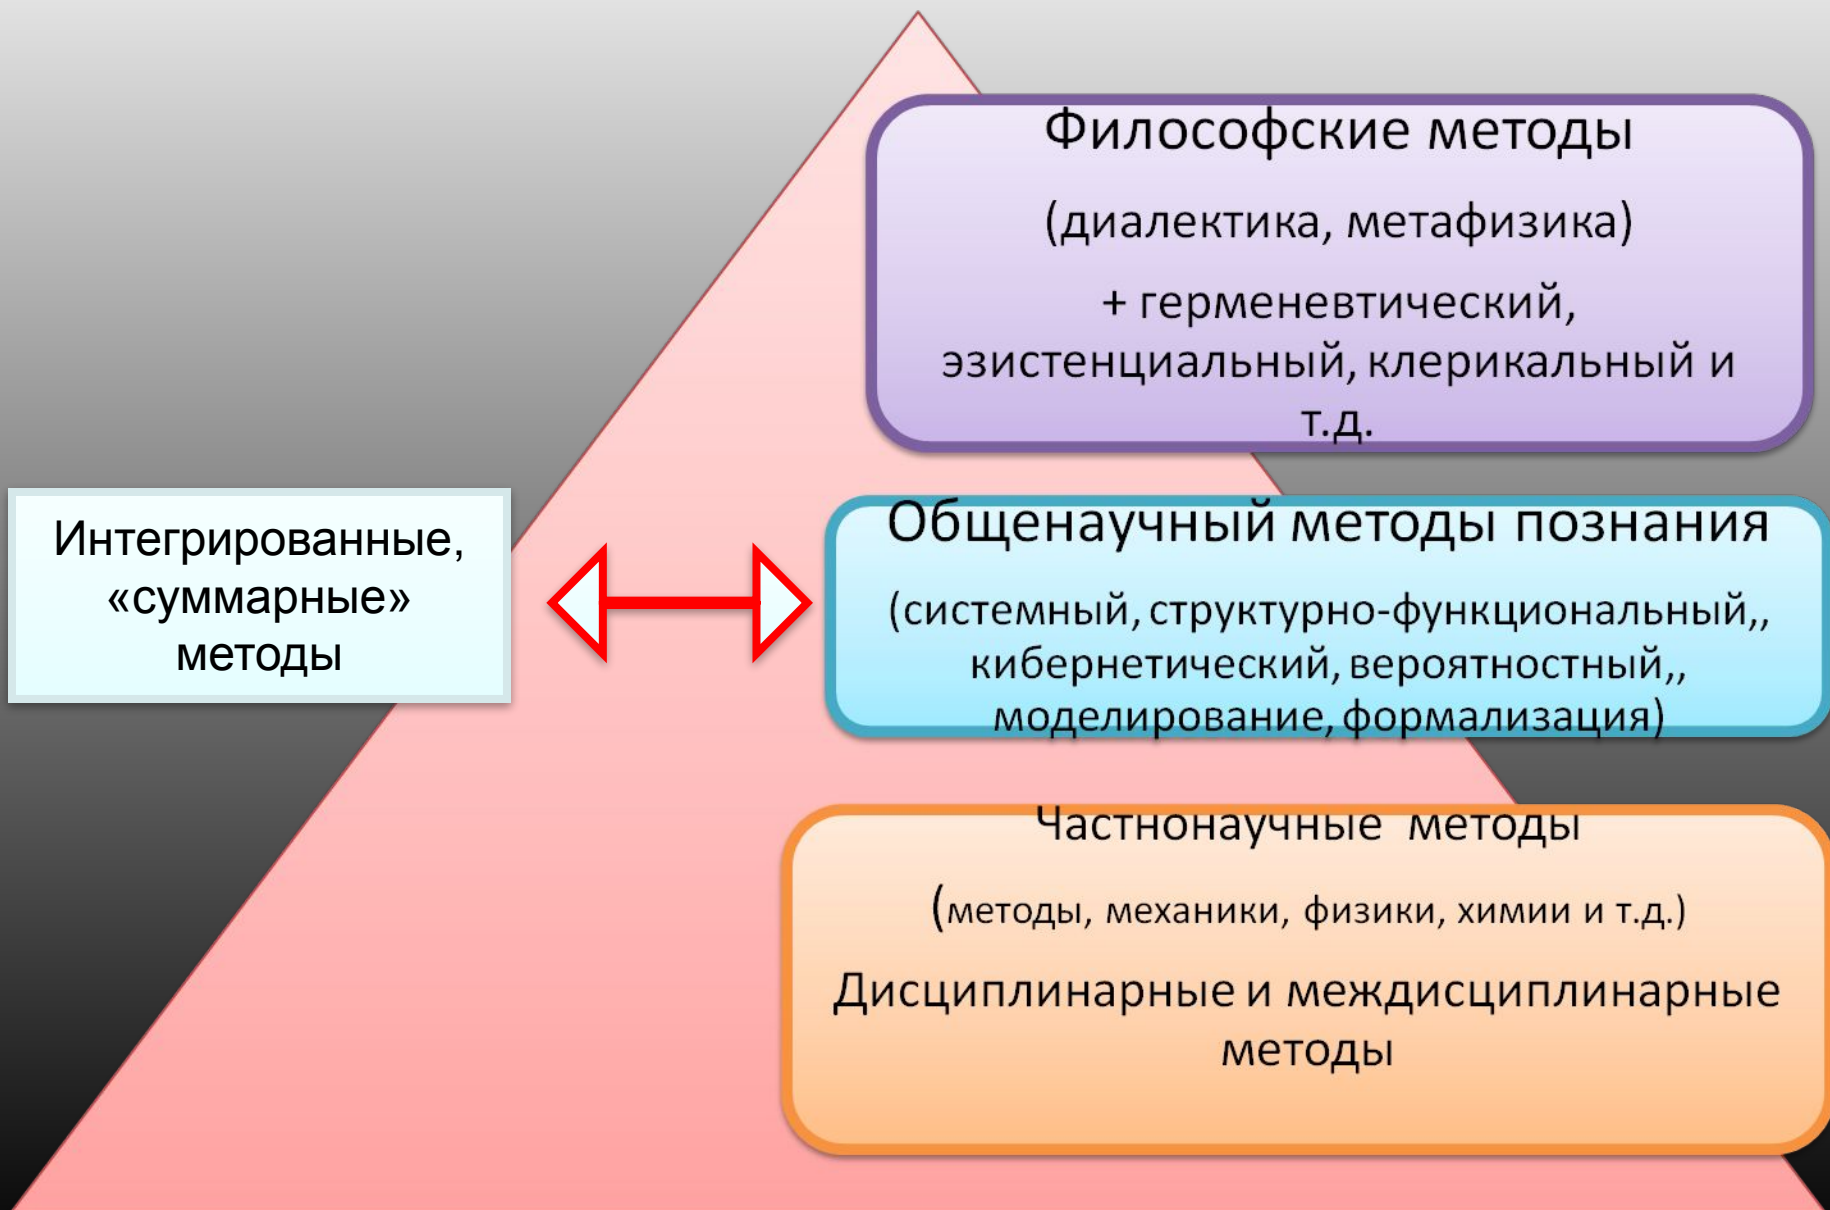 Философские методы
(диалектика, метафизика)
+ герменевтический,
эзистенциальный, клерикальный и
т.д.
Интегрированные,
«суммарные»
методы
Общенаучный методы познания
(системный, структурно-функциональный,,
кибернетический, вероятностный,,
моделирование, формализация)
Частнонаучные методы
(методы, механики, физики, химии и т.д.)
Дисциплинарные и междисциплинарные
методы